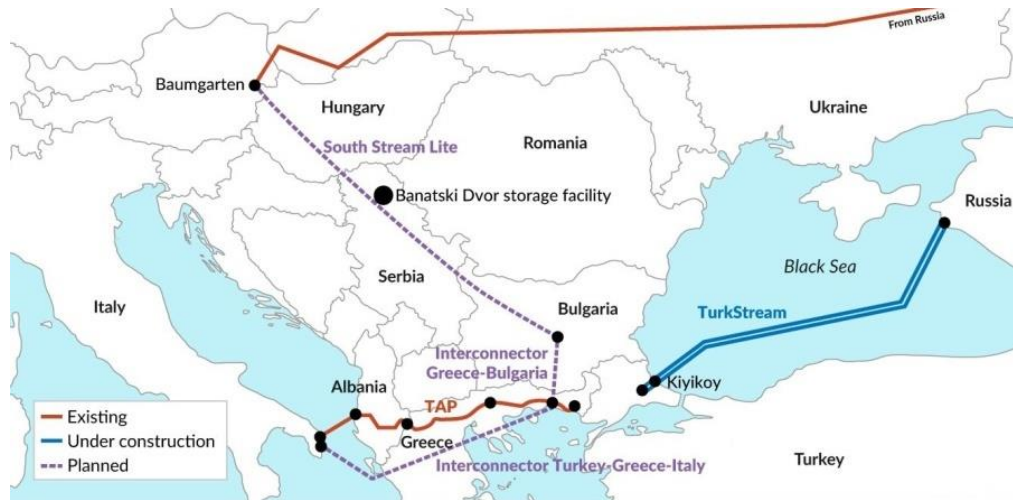 From Russia
Baumgarten
Hungary
Ukraine
South Stream Lite
Romania
Banatski Dvor storage facility
Russia
Black Sea
Serbia
Italy
Bulgaria
TurkStream
Interconnector
Greece-Bulgaria
Kiyikoy
Albania
TAP
Existing
Under construction
Planned
Greece
Interconnector Turkey-Greece-Italy
Turkey